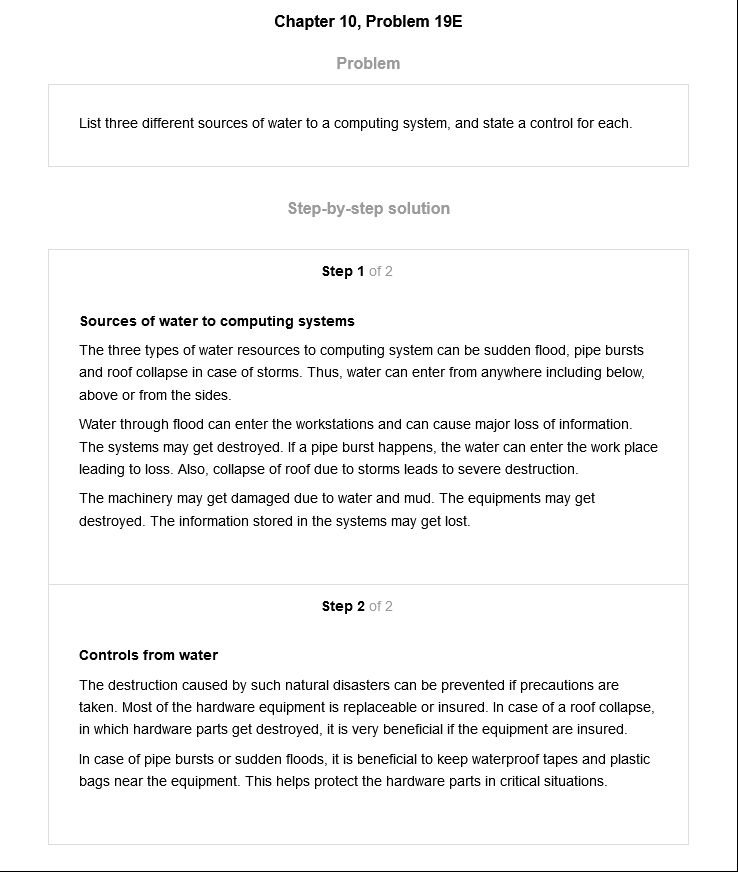 Chapter 10, Problem 19E
Problem
List three different sources of water to a computing system, and state a control for each.
Step-by-step solution
Step 1 of 2
Sources of water to computing systems
The three types of water resources to computing system can be sudden flood, pipe bursts
and roof collapse in case of storms. Thus, water can enter from anywhere including below,
above or from the sides.
Water through flood can enter the workstations and can cause major loss of information.
The systems may get destroyed. If a pipe burst happens, the water can enter the work place
leading to loss. Also, collapse of roof due to storms leads to severe destruction.
The machinery may get damaged due to water and mud. The equipments may get
destroyed. The information stored in the systems may get lost.
Step 2 of 2
Controls from water
The destruction caused by such natural disasters can be prevented if precautions are
taken. Most of the hardware equipment is replaceable or insured. In case of a roof collapse,
in which hardware parts get destroyed, it is very beneficial if the equipment are insured.
In case of pipe bursts or sudden floods, it is beneficial to keep waterproof tapes and plastic
bags near the equipment. This helps protect the hardware parts in critical situations.